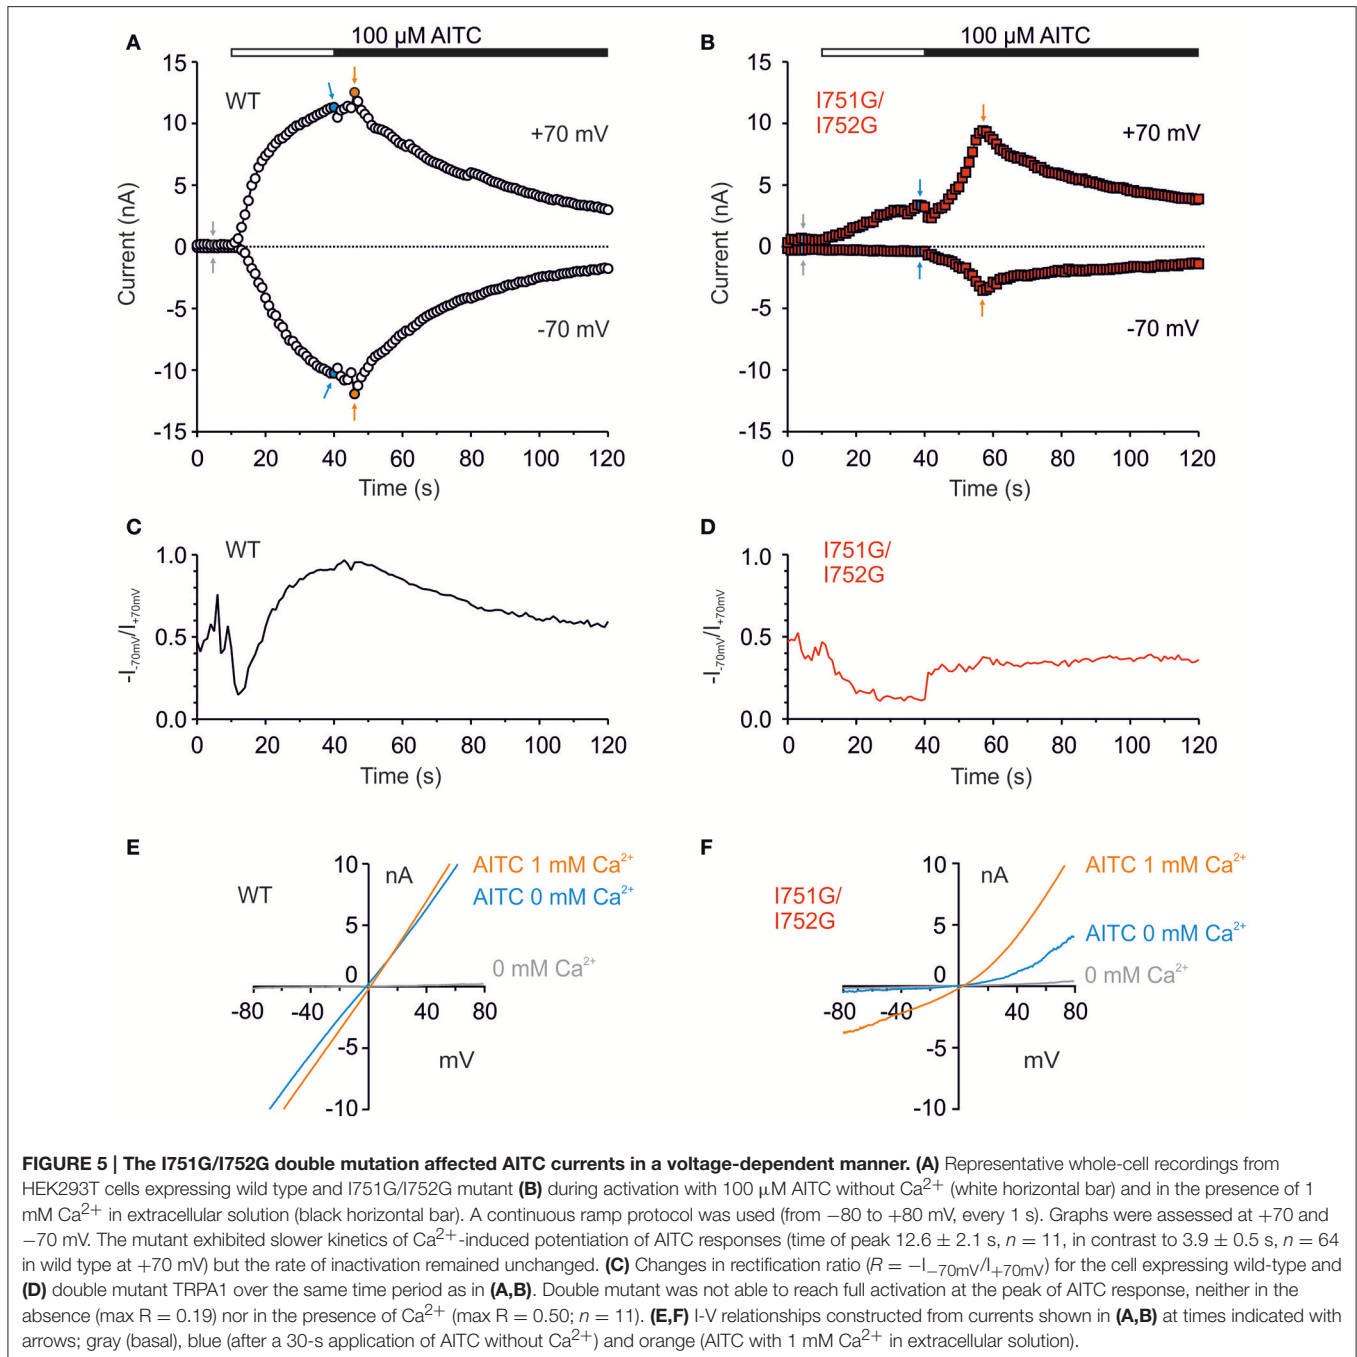 A
100 µM AITC
15
10
5
0
-5
-10
-15
Current (nA)
WT
+70 mV
-70 mV
0 20 40 60 80 100 120
Time (s)
B
100 µM AITC
15
10
5
0
-5
-10
-15
Current (nA)
I751G/
I752G
+70 mV
-70 mV
0 20 40 60 80 100 120
Time (s)
C
WT
1.0
0.5
0.0
-I-70mV/I+70mV
0 20 40 60 80 100 120
Time (s)
D
I751G/
I752G
1.0
0.5
0.0
-I-70mV/I+70mV
0 20 40 60 80 100 120
Time (s)
E
WT
10
nA
AITC 1 mM Ca²⁺
AITC 0 mM Ca²⁺
5
0 mM Ca²⁺
0
-80 -40 40 80
-5
mV
-10
F
I751G/
I752G
10
nA
AITC 1 mM Ca²⁺
5
AITC 0 mM Ca²⁺
0 mM Ca²⁺
0
-80 -40 40 80
-5
mV
-10
FIGURE 5 | The I751G/I752G double mutation affected AITC currents in a voltage-dependent manner. (A) Representative whole-cell recordings from
HEK293T cells expressing wild type and I751G/I752G mutant (B) during activation with 100 µM AITC without Ca²⁺ (white horizontal bar) and in the presence of 1
mM Ca²⁺ in extracellular solution (black horizontal bar). A continuous ramp protocol was used (from −80 to +80 mV, every 1 s). Graphs were assessed at +70 and
−70 mV. The mutant exhibited slower kinetics of Ca²⁺-induced potentiation of AITC responses (time of peak 12.6 ± 2.1 s, n = 11, in contrast to 3.9 ± 0.5 s, n = 64
in wild type at +70 mV) but the rate of inactivation remained unchanged. (C) Changes in rectification ratio (R = −I−70mV/I+70mV) for the cell expressing wild-type and
(D) double mutant TRPA1 over the same time period as in (A,B). Double mutant was not able to reach full activation at the peak of AITC response, neither in the
absence (max R = 0.19) nor in the presence of Ca²⁺ (max R = 0.50; n = 11). (E,F) I-V relationships constructed from currents shown in (A,B) at times indicated with
arrows; gray (basal), blue (after a 30-s application of AITC without Ca²⁺) and orange (AITC with 1 mM Ca²⁺ in extracellular solution).